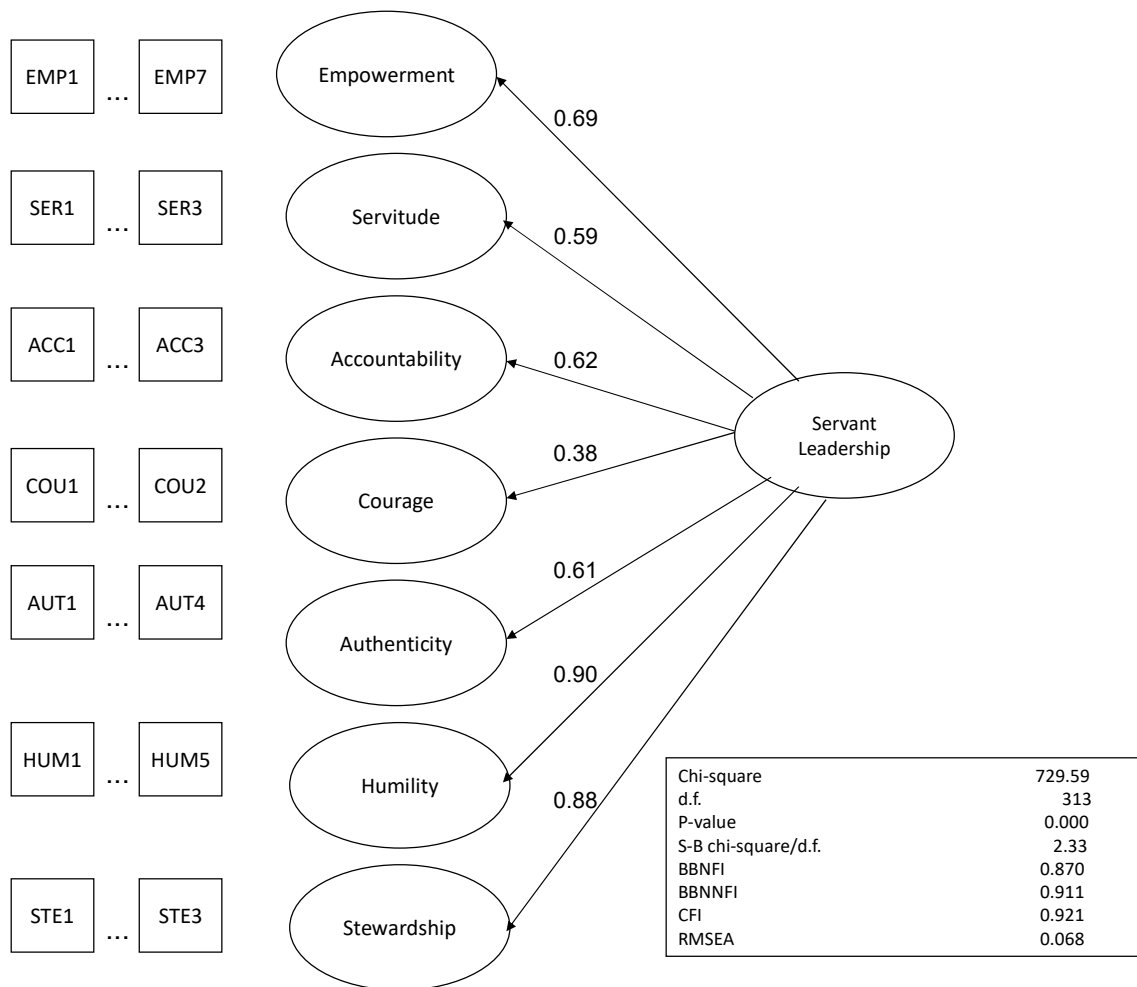 EMP1 ... EMP7 Empowerment
0.69
SER1 ... SER3 Servitude 0.59
ACC1 ... ACC3 Accountability 0.62
Servant
Leadership
0.38
COU1 ... COU2 Courage
0.61
AUT1 ... AUT4 Authenticity
0.90
HUM1 ... HUM5 Humility
0.88
STE1 ... STE3 Stewardship
Chi-square 729.59
d.f. 313
P-value 0.000
S-B chi-square/d.f. 2.33
BBNFI 0.870
BBNNFI 0.911
CFI 0.921
RMSEA 0.068